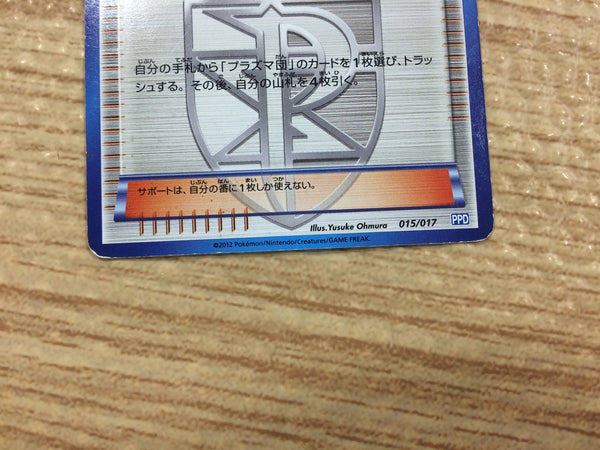 自分の手札から「プラズマ団」のカードを1枚選び、トラッ
シュする。その後、自分の山札を4枚引く。
サポートは、自分の番に1枚しか使えない。
Illus.Yusuke Ohmura 015/017 PPD
©2012 Pokémon/Nintendo/Creatures/GAME FREAK.